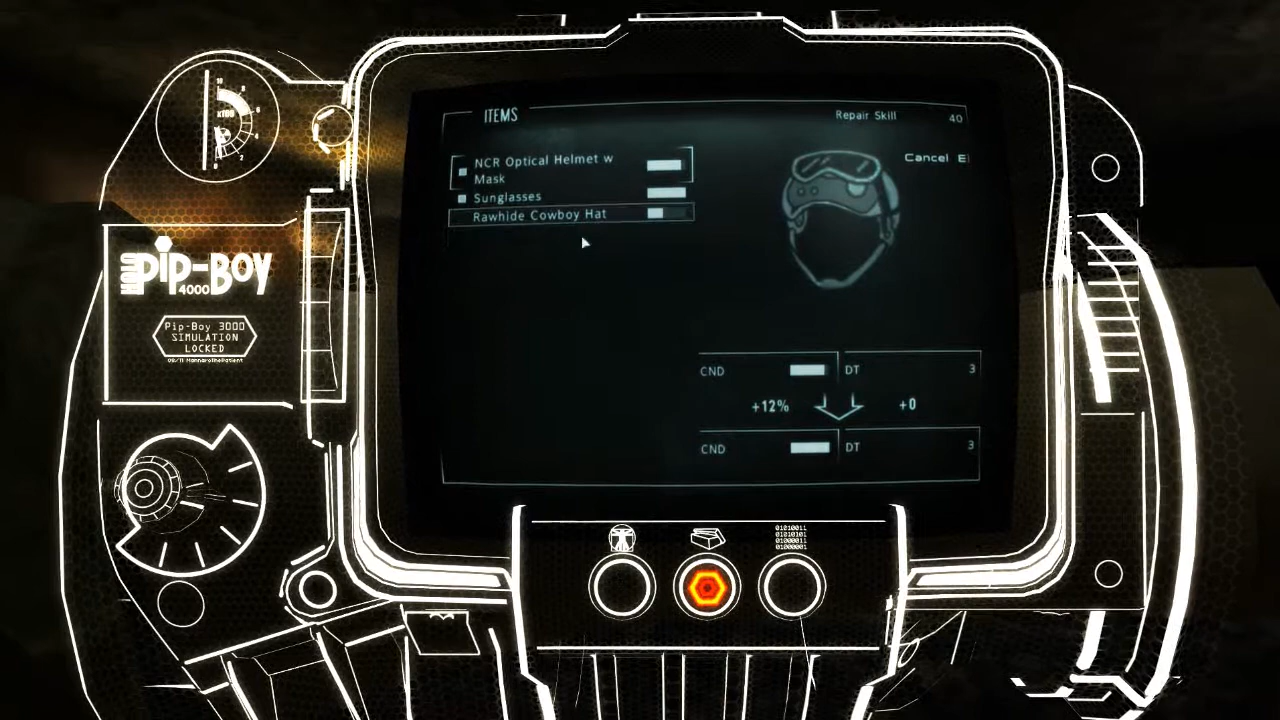 ITEMS
Repair Skill 40
NCR Optical Helmet w
Mask
Cancel E
Sunglasses
Rawhide Cowboy Hat
x100
PIP-BOY
4000
Pip-Boy 3000
SIMULATION
LOCKED
CND DT 3
+12% +0
CND DT 3
01010011
01010101
01000011
01000001